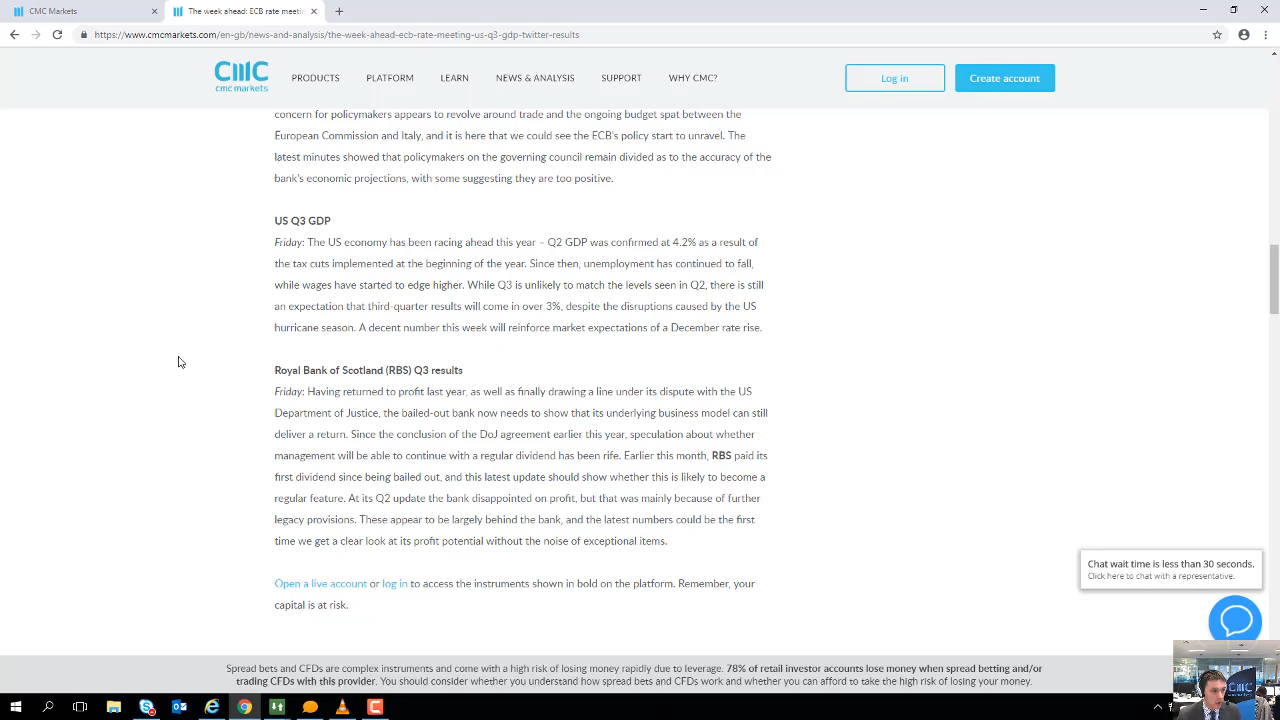 CMC Markets
The week ahead: ECB rate meeti
https://www.cmcmarkets.com/en-gb/news-and-analysis/the-week-ahead-ecb-rate-meeting-us-q3-gdp-twitter-results
cmc markets
PRODUCTS PLATFORM LEARN NEWS & ANALYSIS SUPPORT WHY CMC?
Log in
Create account
concern for policymakers appears to revolve around trade and the ongoing budget spat between the
European Commission and Italy, and it is here that we could see the ECB's policy start to unravel. The
latest minutes showed that policymakers on the governing council remain divided as to the accuracy of the
bank's economic projections, with some suggesting they are too positive.
US Q3 GDP
Friday: The US economy has been racing ahead this year – Q2 GDP was confirmed at 4.2% as a result of
the tax cuts implemented at the beginning of the year. Since then, unemployment has continued to fall,
while wages have started to edge higher. While Q3 is unlikely to match the levels seen in Q2, there is still
an expectation that third-quarter results will come in over 3%, despite the disruptions caused by the US
hurricane season. A decent number this week will reinforce market expectations of a December rate rise.
Royal Bank of Scotland (RBS) Q3 results
Friday: Having returned to profit last year, as well as finally drawing a line under its dispute with the US
Department of Justice, the bailed-out bank now needs to show that its underlying business model can still
deliver a return. Since the conclusion of the DoJ agreement earlier this year, speculation about whether
management will be able to continue with a regular dividend has been rife. Earlier this month, RBS paid its
first dividend since being bailed out, and this latest update should show whether this is likely to become a
regular feature. At its Q2 update the bank disappointed on profit, but that was mainly because of further
legacy provisions. These appear to be largely behind the bank, and the latest numbers could be the first
time we get a clear look at its profit potential without the noise of exceptional items.
Open a live account or log in to access the instruments shown in bold on the platform. Remember, your
capital is at risk.
Chat wait time is less than 30 seconds.
Click here to chat with a representative.
Spread bets and CFDs are complex instruments and come with a high risk of losing money rapidly due to leverage. 78% of retail investor accounts lose money when spread betting and/or
trading CFDs with this provider. You should consider whether you understand how spread bets and CFDs work and whether you can afford to take the high risk of losing your money.
CMC